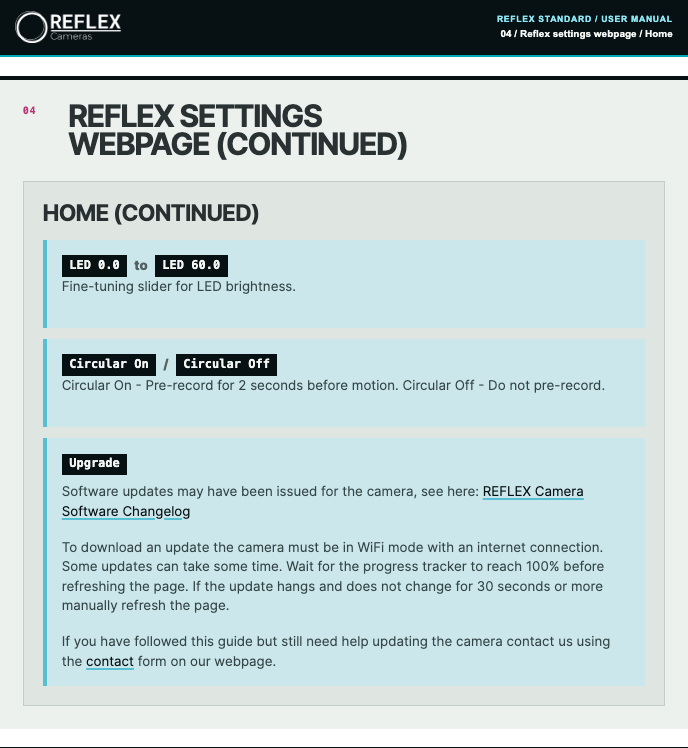 REFLEX
Cameras
REFLEX STANDARD / USER MANUAL
04 / Reflex settings webpage / Home
04
REFLEX SETTINGS
WEBPAGE (CONTINUED)
HOME (CONTINUED)
LED 0.0 to LED 60.0
Fine-tuning slider for LED brightness.
Circular On / Circular Off
Circular On - Pre-record for 2 seconds before motion. Circular Off - Do not pre-record.
Upgrade
Software updates may have been issued for the camera, see here: REFLEX Camera
Software Changelog
To download an update the camera must be in WiFi mode with an internet connection.
Some updates can take some time. Wait for the progress tracker to reach 100% before
refreshing the page. If the update hangs and does not change for 30 seconds or more
manually refresh the page.
If you have followed this guide but still need help updating the camera contact us using
the contact form on our webpage.